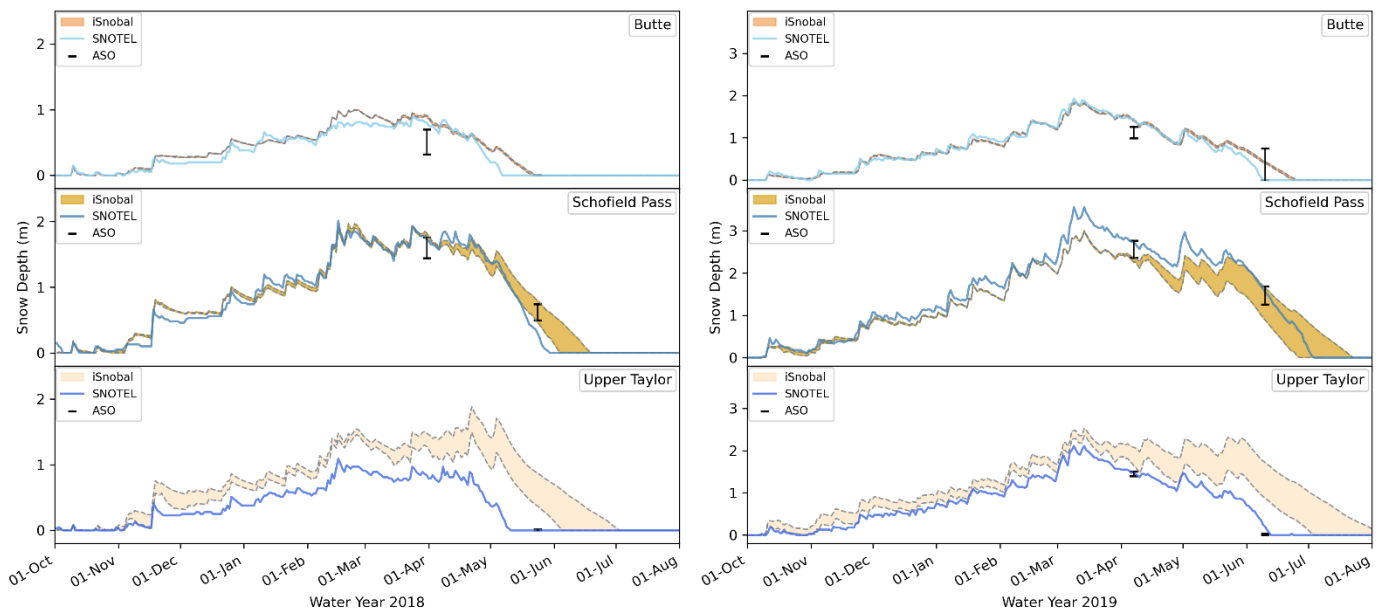 iSnobal
SNOTEL
ASO
Butte
2
1
0
iSnobal
SNOTEL
ASO
Schofield Pass
2
1
0
Snow Depth (m)
iSnobal
SNOTEL
ASO
Upper Taylor
2
1
0
01-Oct
01-Nov
01-Dec
01-Jan
01-Feb
01-Mar
01-Apr
01-May
01-Jun
01-Jul
01-Aug
Water Year 2018
iSnobal
SNOTEL
ASO
Butte
3
2
1
0
iSnobal
SNOTEL
ASO
Schofield Pass
3
2
1
0
Snow Depth (m)
iSnobal
SNOTEL
ASO
Upper Taylor
3
2
1
0
01-Oct
01-Nov
01-Dec
01-Jan
01-Feb
01-Mar
01-Apr
01-May
01-Jun
01-Jul
01-Aug
Water Year 2019